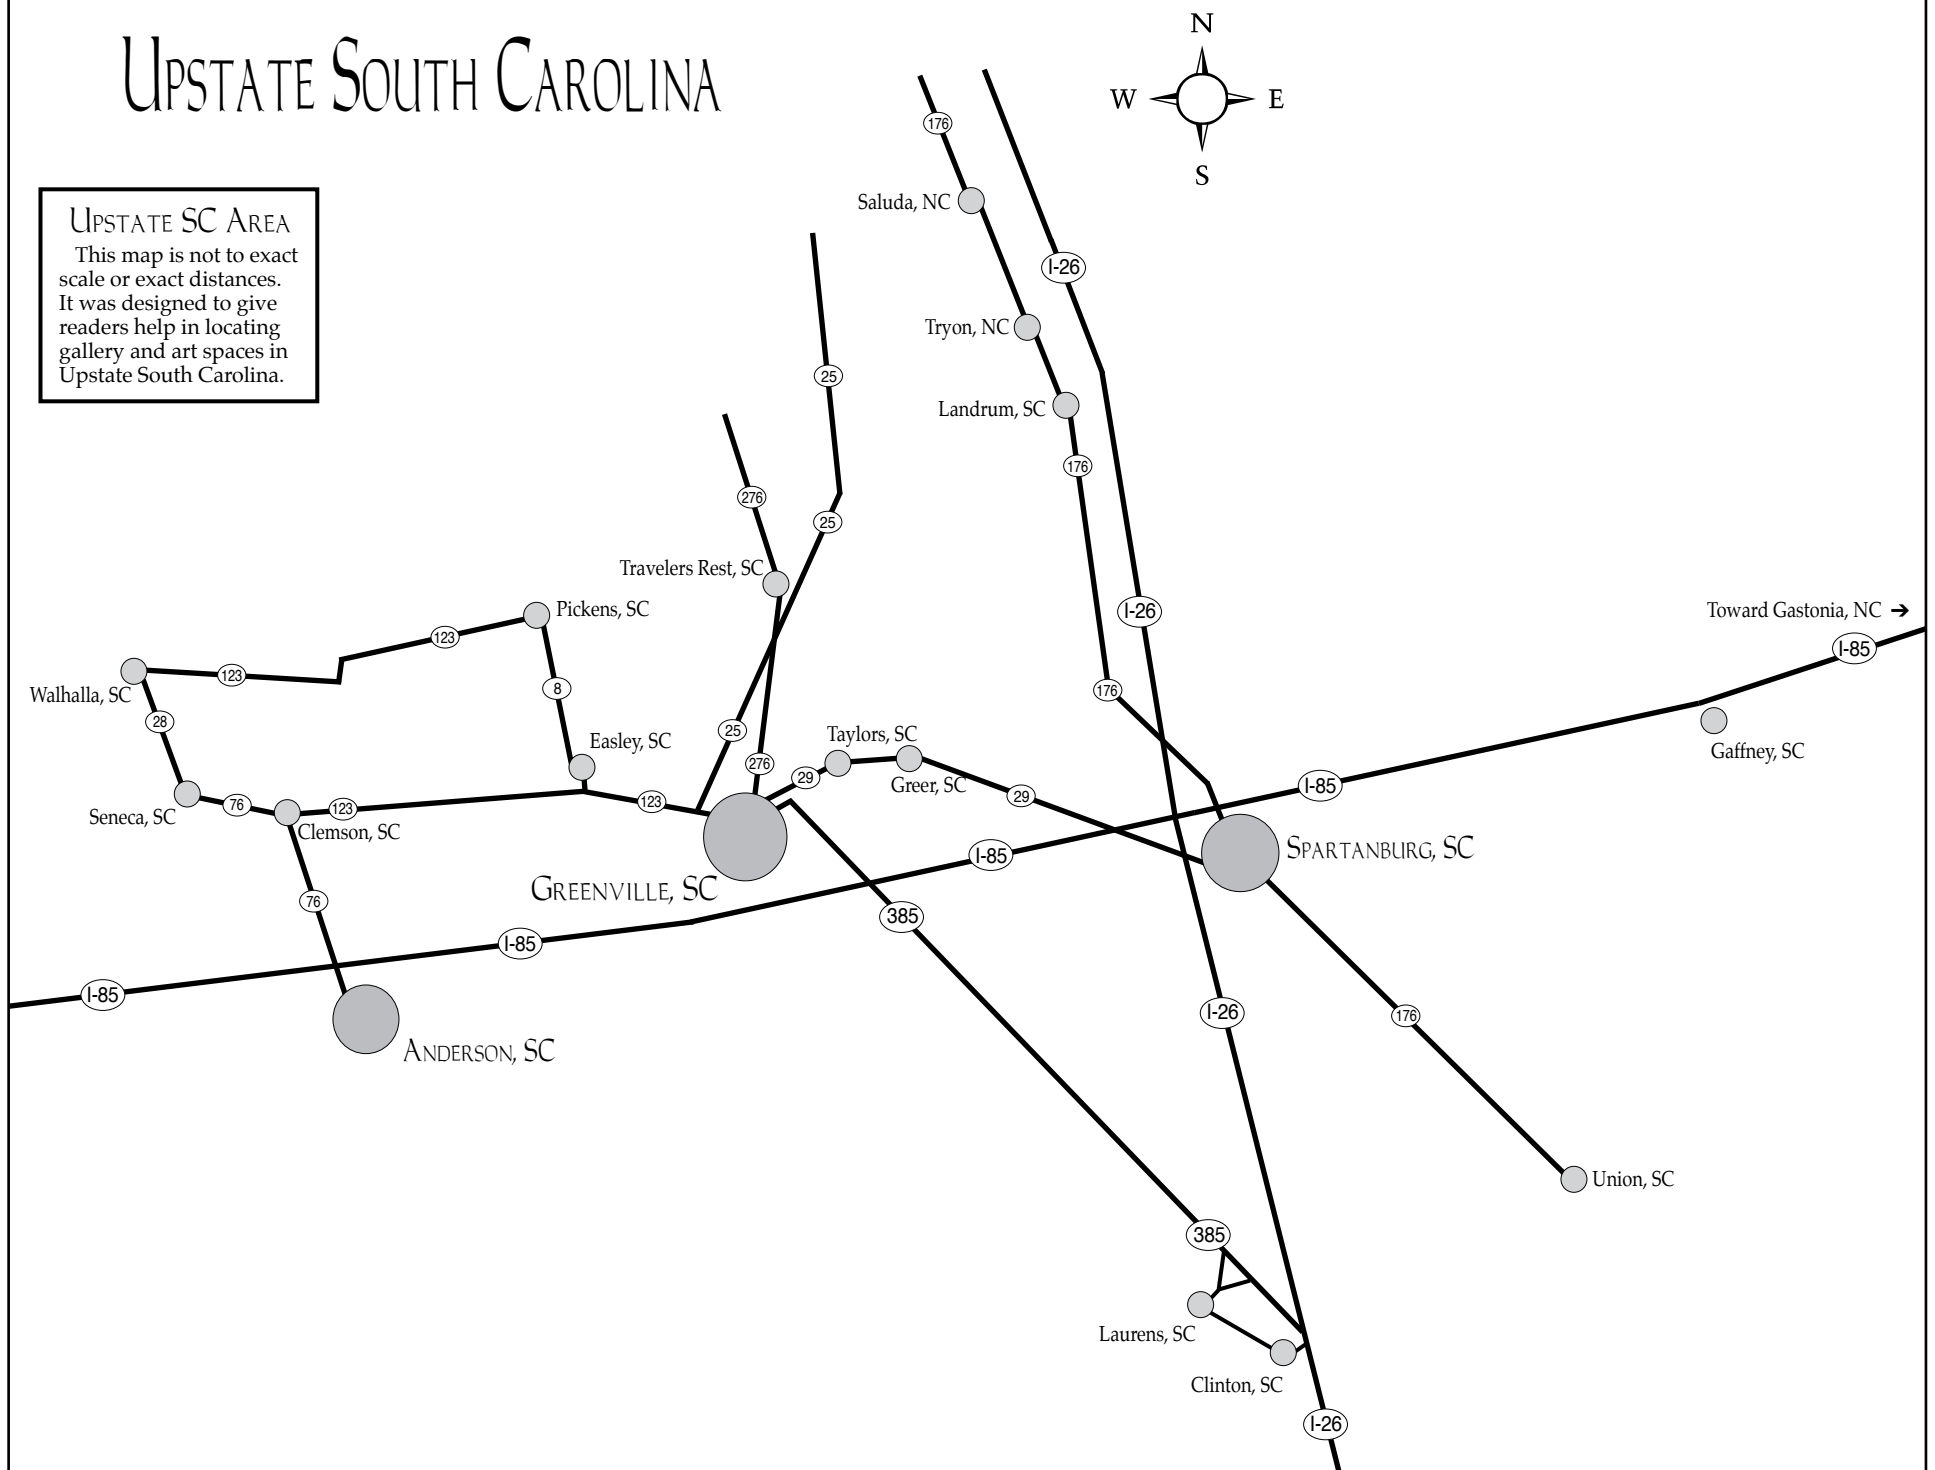 N
UPSTATE SOUTH CAROLINA
W E
176
S
UPSTATE SC AREA
This map is not to exact
scale or exact distances.
It was designed to give
readers help in locating
gallery and art spaces in
Upstate South Carolina.
Saluda, NC
I-26
Tryon, NC
25
Landrum, SC
176
276
25
Travelers Rest, SC
Pickens, SC
Toward Gastonia, NC ➔
I-26
123
I-85
123
8
176
Walhalla, SC
28
25
Taylors, SC
Easley, SC
Gaffney, SC
276
29
Greer, SC
I-85
29
76
123
123
Seneca, SC
Clemson, SC
SPARTANBURG, SC
I-85
GREENVILLE, SC
76
385
I-85
I-85
I-26
176
ANDERSON, SC
Union, SC
385
Laurens, SC
Clinton, SC
I-26